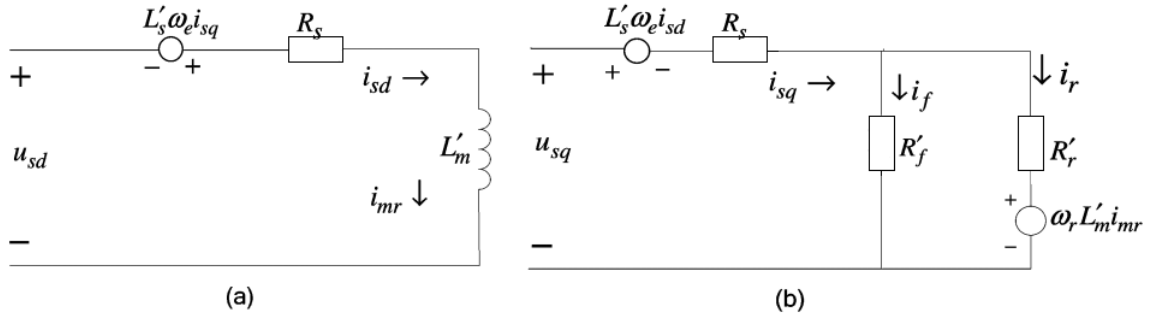 L′sωeisq
Rs
− +
+
isd →
usd
L′m
imr ↓
−
(a)
L′sωeisd
Rs
+ −
+
isq →
↓ if
↓ ir
usq
R′f
R′r
+
ωrL′mimr
−
−
(b)